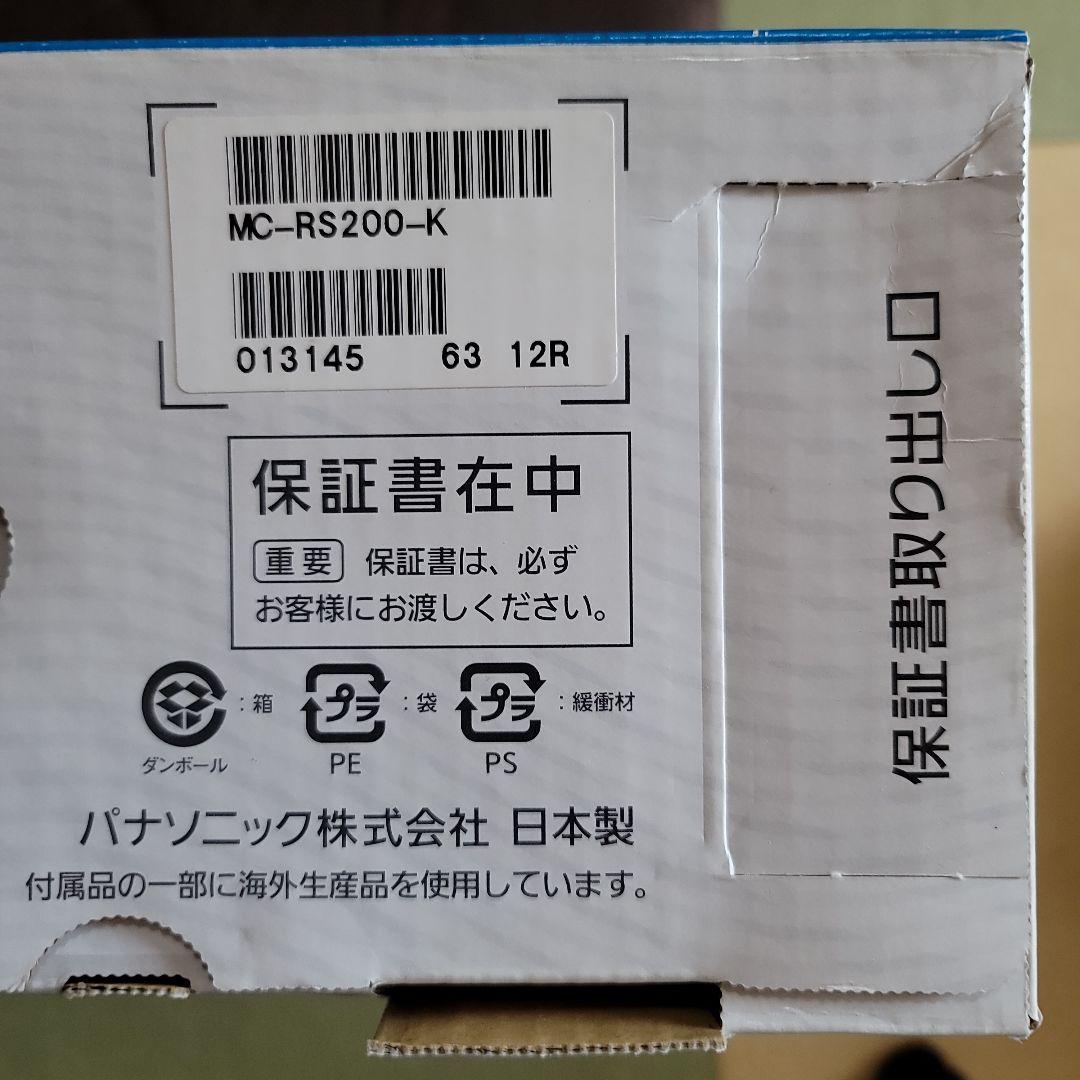 MC-RS200-K
013145 63 12R
保証書在中
重要 保証書は、必ず
お客様にお渡しください。
ダンボール :箱
プラ PE :袋
プラ PS :緩衝材
パナソニック株式会社 日本製
付属品の一部に海外生産品を使用しています。
保証書取り出し口